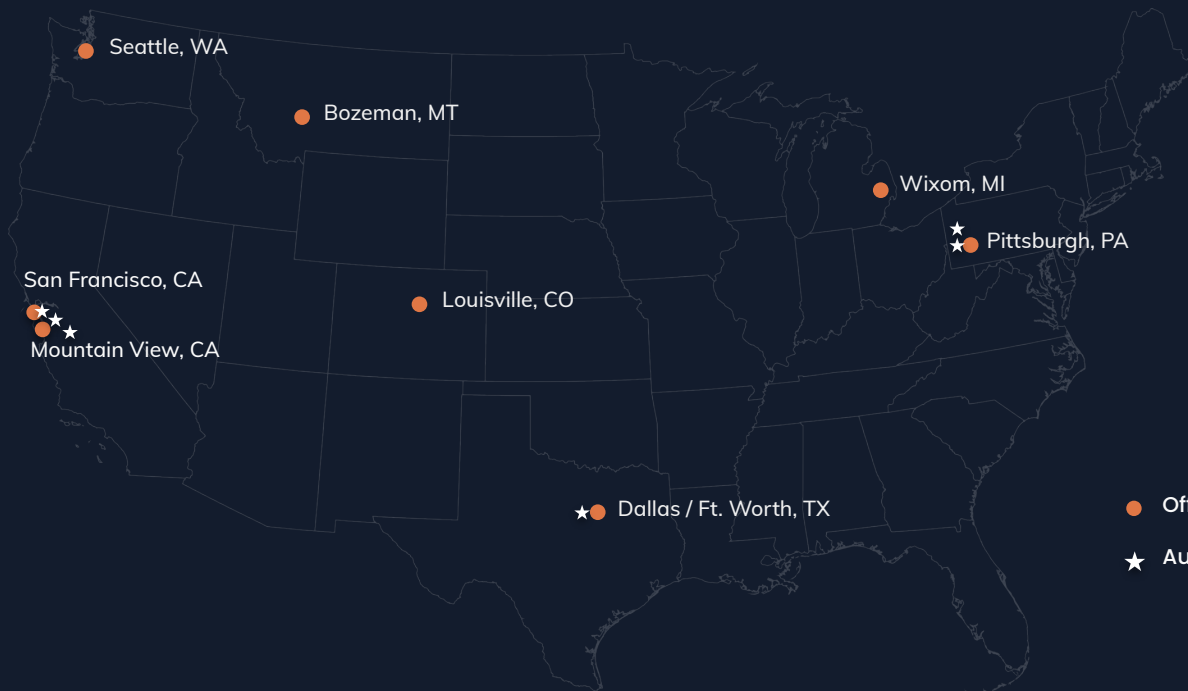 Seattle, WA
Bozeman, MT
Wixom, MI
Pittsburgh, PA
San Francisco, CA
Louisville, CO
Mountain View, CA
Dallas / Ft. Worth, TX